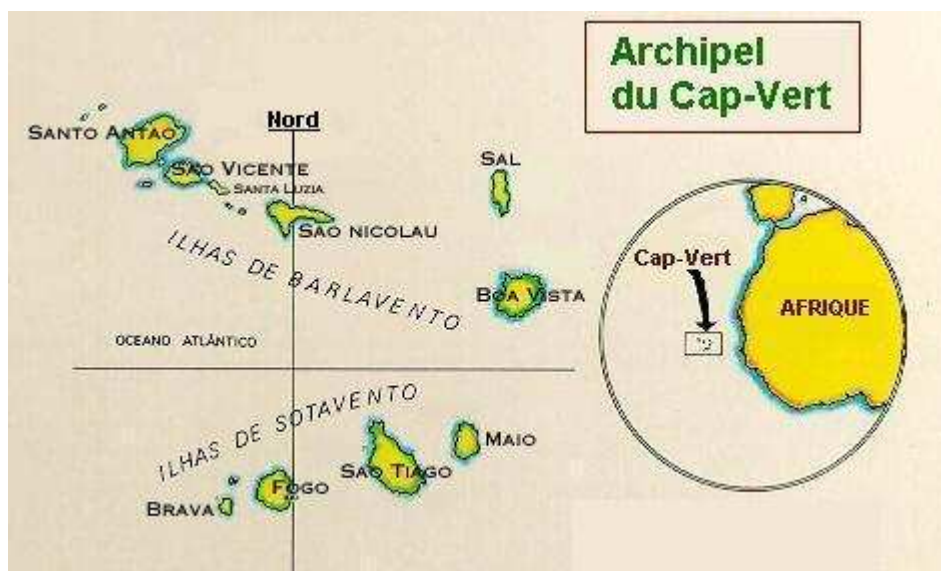 Archipel
du Cap-Vert
Nord
SANTO ANTAO
SAO VICENTE
SANTA LUZIA
SAO NICOLAU
SAL
BOA VISTA
ILHAS DE BARLAVENTO
OCEANO ATLÂNTICO
ILHAS DE SOTAVENTO
MAIO
SAO TIAGO
FOGO
BRAVA
Cap-Vert
AFRIQUE